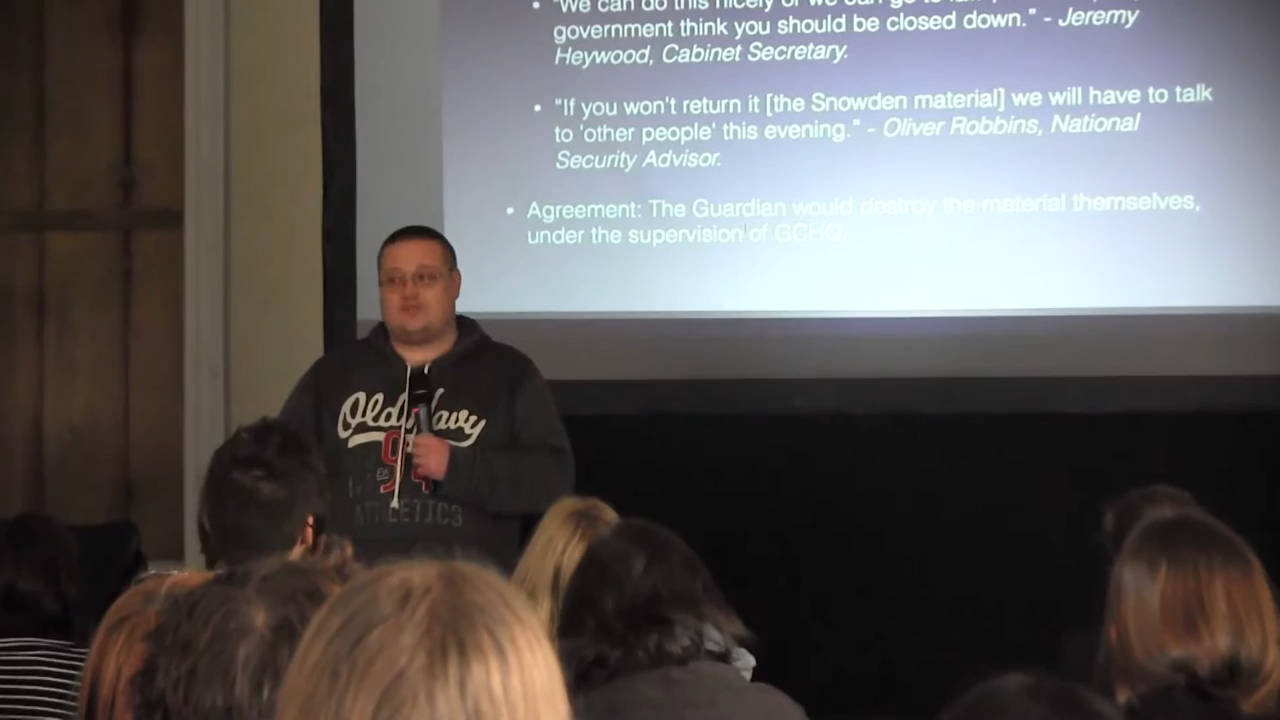 "We can do this nicely or we can go to
government think you should be closed down." - Jeremy
Heywood, Cabinet Secretary.
"If you won't return it [the Snowden material] we will have to talk
to 'other people' this evening." - Oliver Robbins, National
Security Advisor.
Agreement: The Guardian would destroy the material themselves,
under the supervision of GCHQ.
Old Navy
94
ATHLETICS